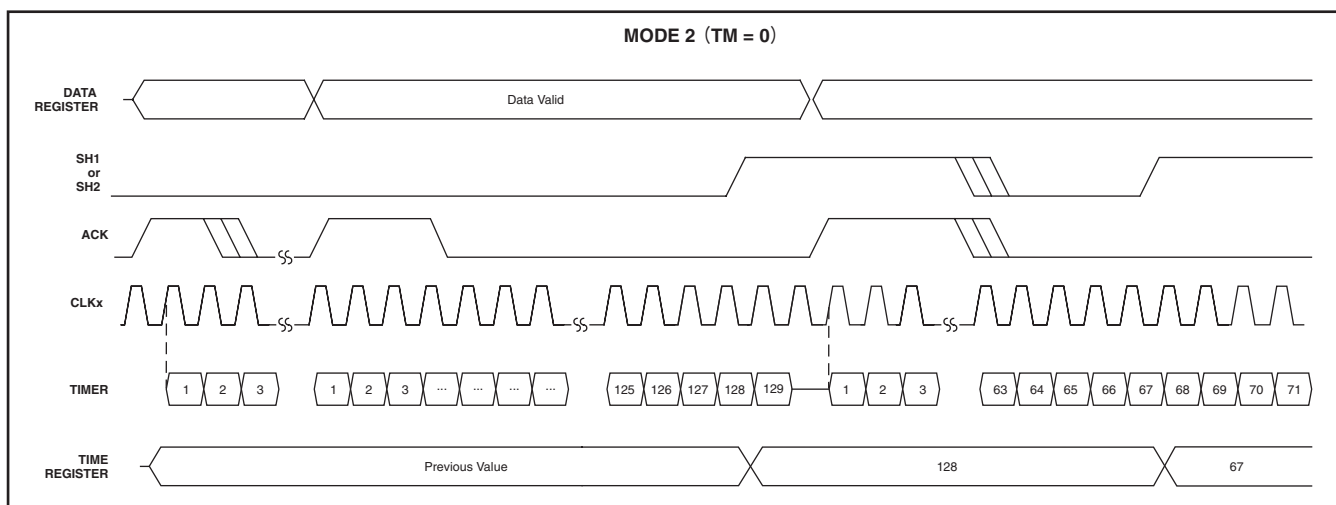 MODE 2 (TM = 0)
DATA
REGISTER
Data Valid
SH1
or
SH2
ACK
CLKx
TIMER
1 2 3 1 2 3 ... ... ... ... 125 126 127 128 129 1 2 3 63 64 65 66 67 68 69 70 71
TIME
REGISTER
Previous Value 128 67